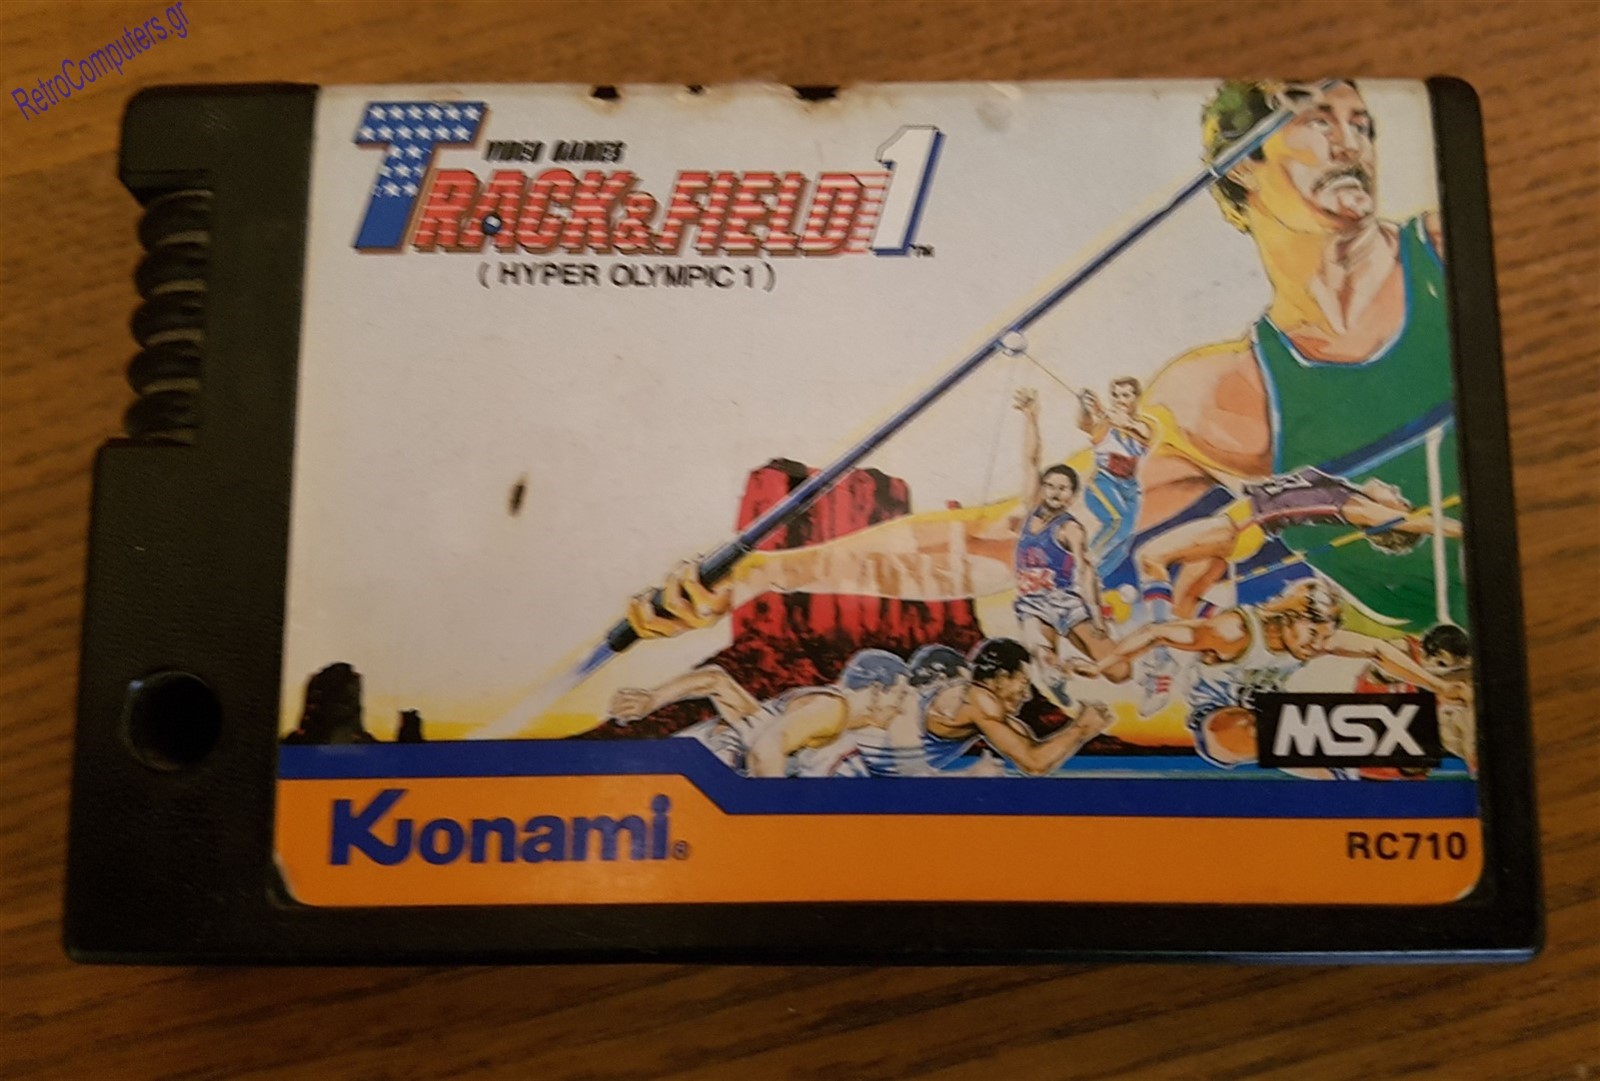 RetroComputers.gr
VIDEO GAMES
TRACK & FIELD 1 ™
( HYPER OLYMPIC 1 )
MSX
Konami®
RC710